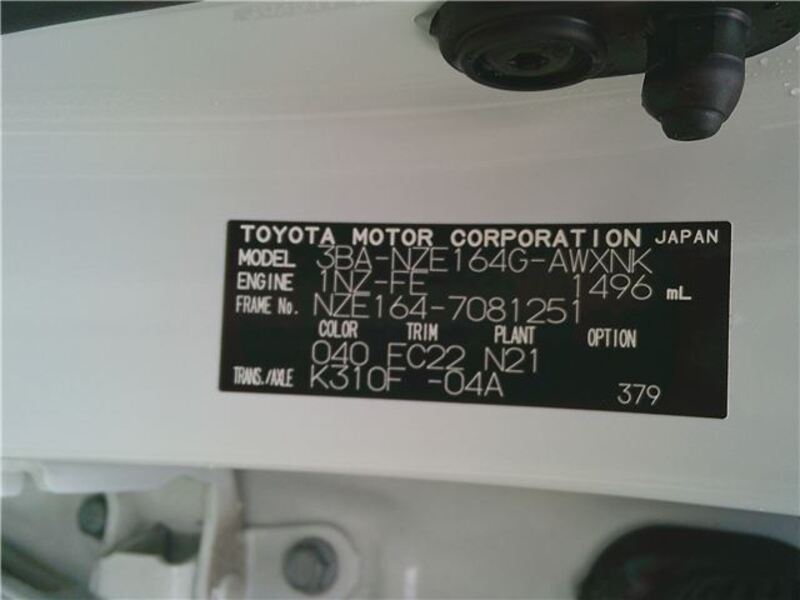 TOYOTA MOTOR CORPORATION JAPAN
MODEL 3BA-NZE164G-AWXNK
ENGINE 1NZ-FE 1496 mL
FRAME No. NZE164-7081251
COLOR TRIM PLANT OPTION
040 FC22 N21
TRANS./AXLE K310F -04A
379